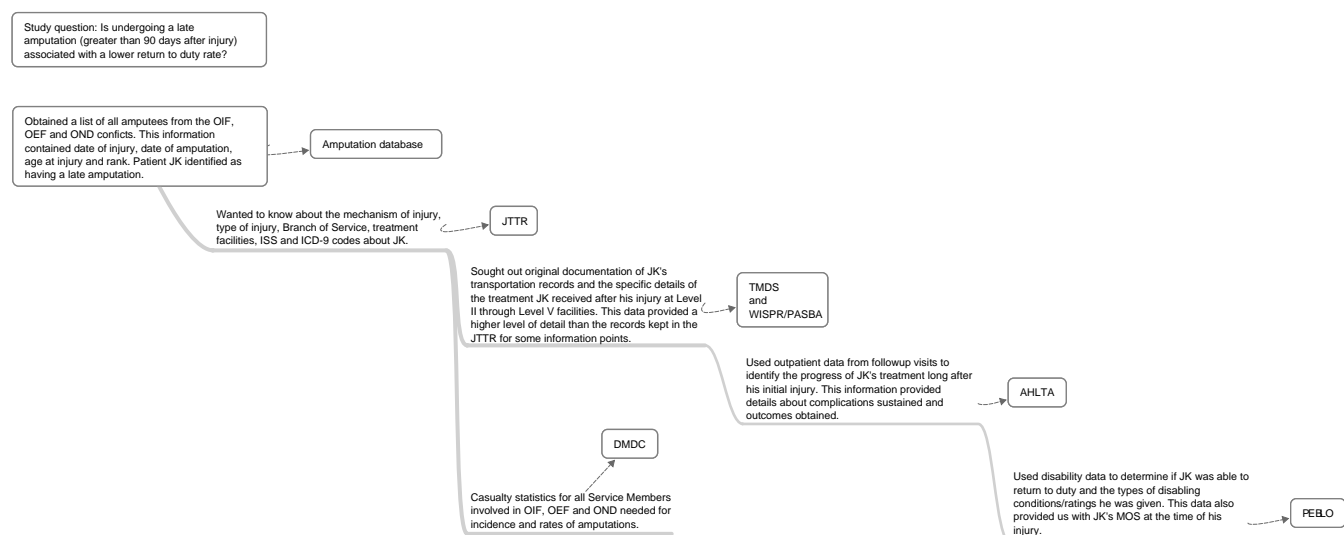 Study question: Is undergoing a late
amputation (greater than 90 days after injury)
associated with a lower return to duty rate?
Obtained a list of all amputees from the OIF,
OEF and OND conficts. This information
contained date of injury, date of amputation,
age at injury and rank. Patient JK identified as
having a late amputation.
Amputation database
Wanted to know about the mechanism of injury,
type of injury, Branch of Service, treatment
facilities, ISS and ICD-9 codes about JK.
JTTR
Sought out original documentation of JK's
transportation records and the specific details of
the treatment JK received after his injury at Level
II through Level V facilities. This data provided a
higher level of detail than the records kept in the
JTTR for some information points.
TMDS
and
WISPR/PASBA
Used outpatient data from followup visits to
identify the progress of JK's treatment long after
his initial injury. This information provided
details about complications sustained and
outcomes obtained.
AHLTA
DMDC
Casualty statistics for all Service Members
involved in OIF, OEF and OND needed for
incidence and rates of amputations.
Used disability data to determine if JK was able to
return to duty and the types of disabling
conditions/ratings he was given. This data also
provided us with JK's MOS at the time of his
injury.
PEBLO